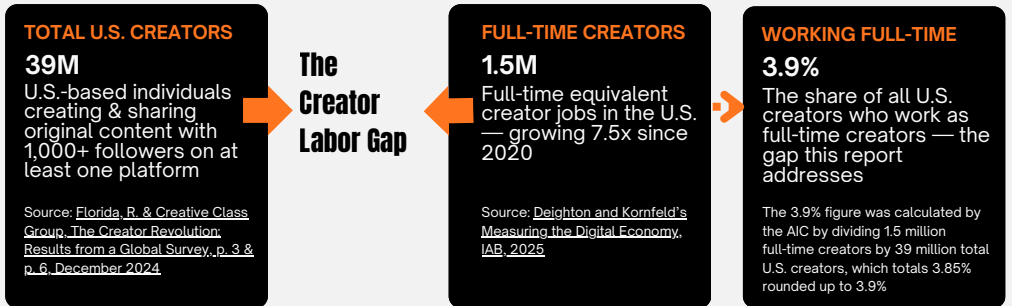 TOTAL U.S. CREATORS
39M
U.S.-based individuals
creating & sharing
original content with
1,000+ followers on at
least one platform
Source: Florida, R. & Creative Class
Group, The Creator Revolution:
Results from a Global Survey, p. 3 &
p. 6, December 2024
The
Creator
Labor Gap
FULL-TIME CREATORS
1.5M
Full-time equivalent
creator jobs in the U.S.
— growing 7.5x since
2020
Source: Deighton and Kornfeld's
Measuring the Digital Economy,
IAB, 2025
WORKING FULL-TIME
3.9%
The share of all U.S.
creators who work as
full-time creators — the
gap this report
addresses
The 3.9% figure was calculated by
the AIC by dividing 1.5 million
full-time creators by 39 million total
U.S. creators, which totals 3.85%
rounded up to 3.9%